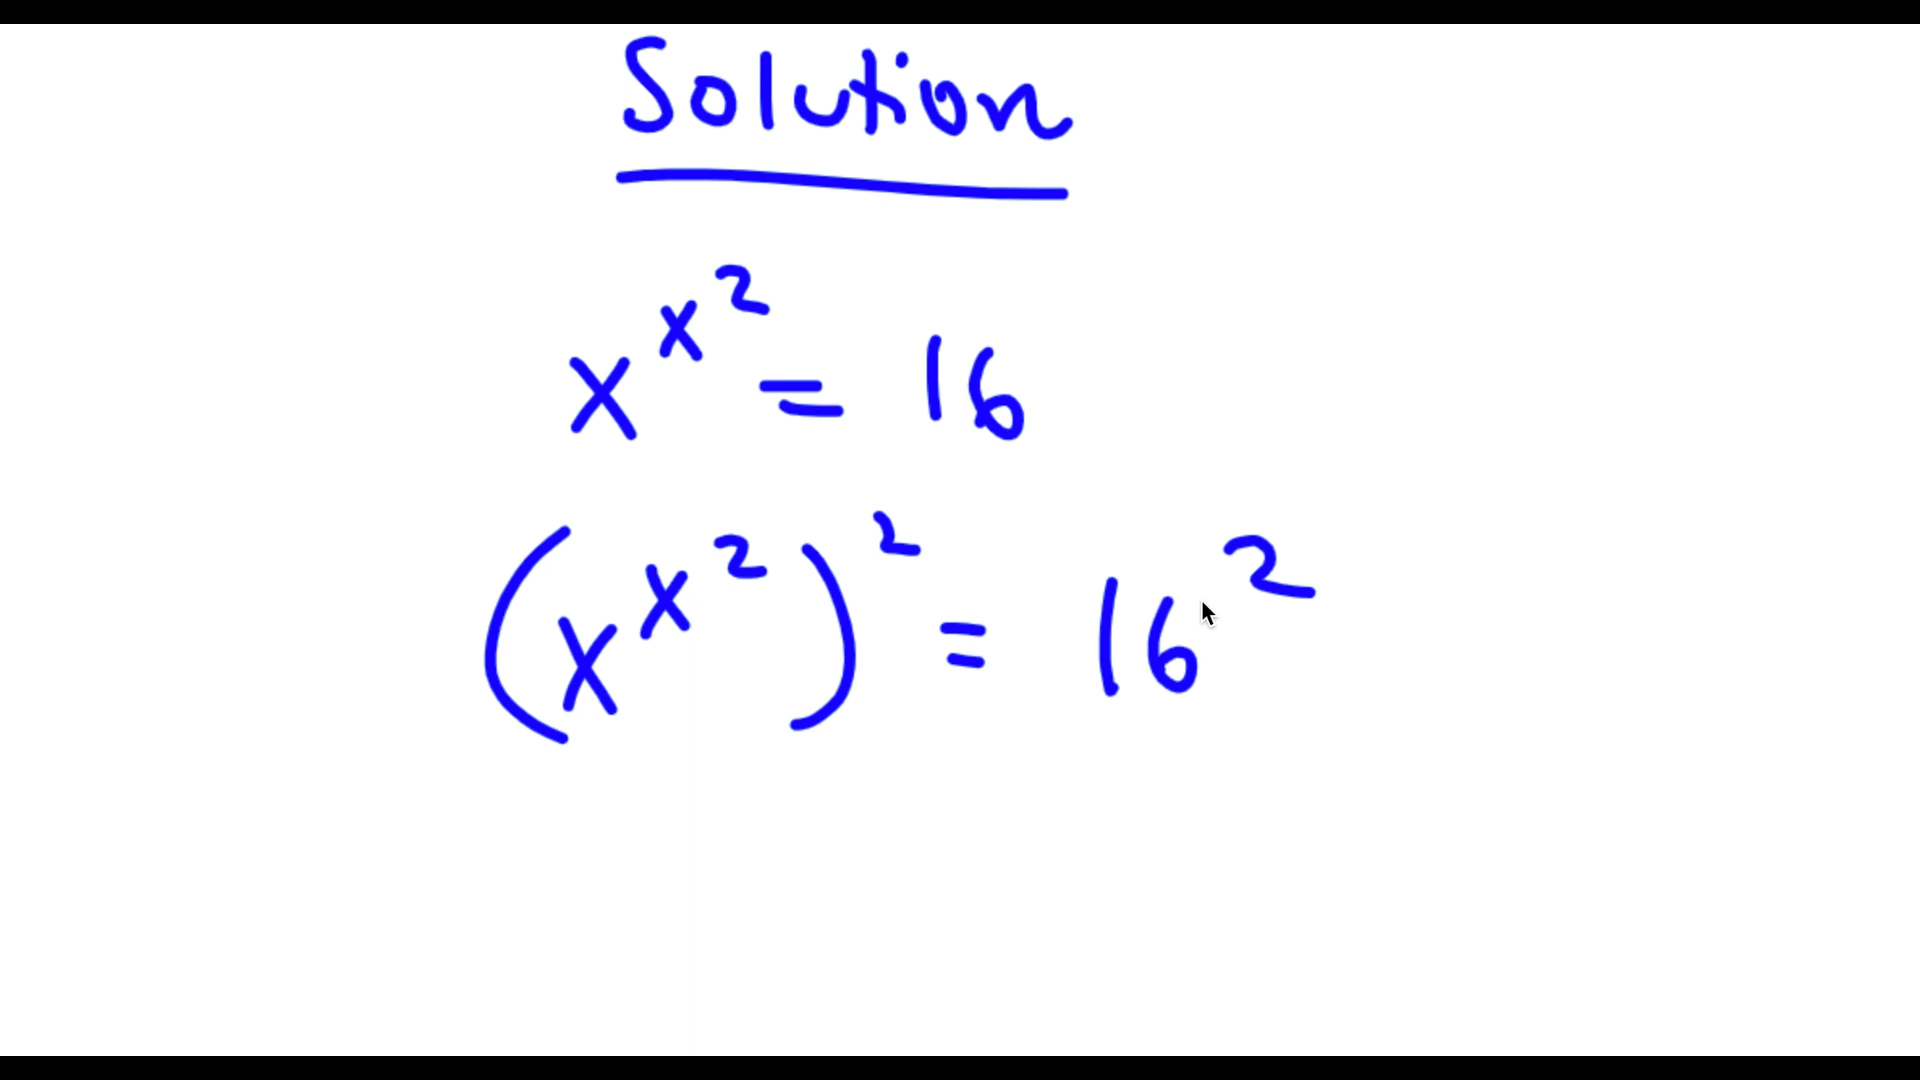 Solution
x^{x^2} = 16
(x^{x^2})^2 = 16^2